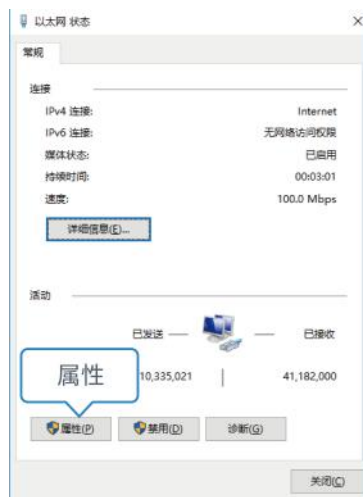 以太网 状态
常规
连接
IPv4 连接: Internet
IPv6 连接: 无网络访问权限
媒体状态: 已启用
持续时间: 00:03:01
速度: 100.0 Mbps
详细信息(E)...
活动
已发送 — — 已接收
属性
10,335,021 | 41,182,000
属性(P) 禁用(D) 诊断(G)
关闭(C)